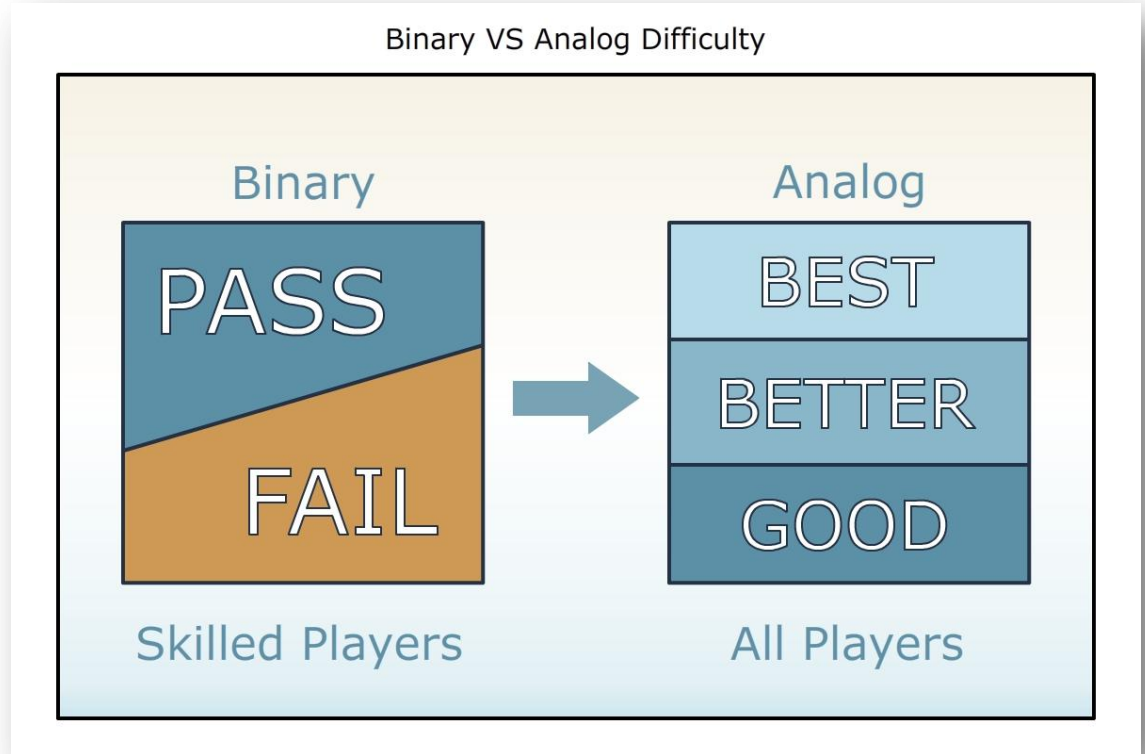 Binary VS Analog Difficulty
Binary
PASS
FAIL
Skilled Players
Analog
BEST
BETTER
GOOD
All Players